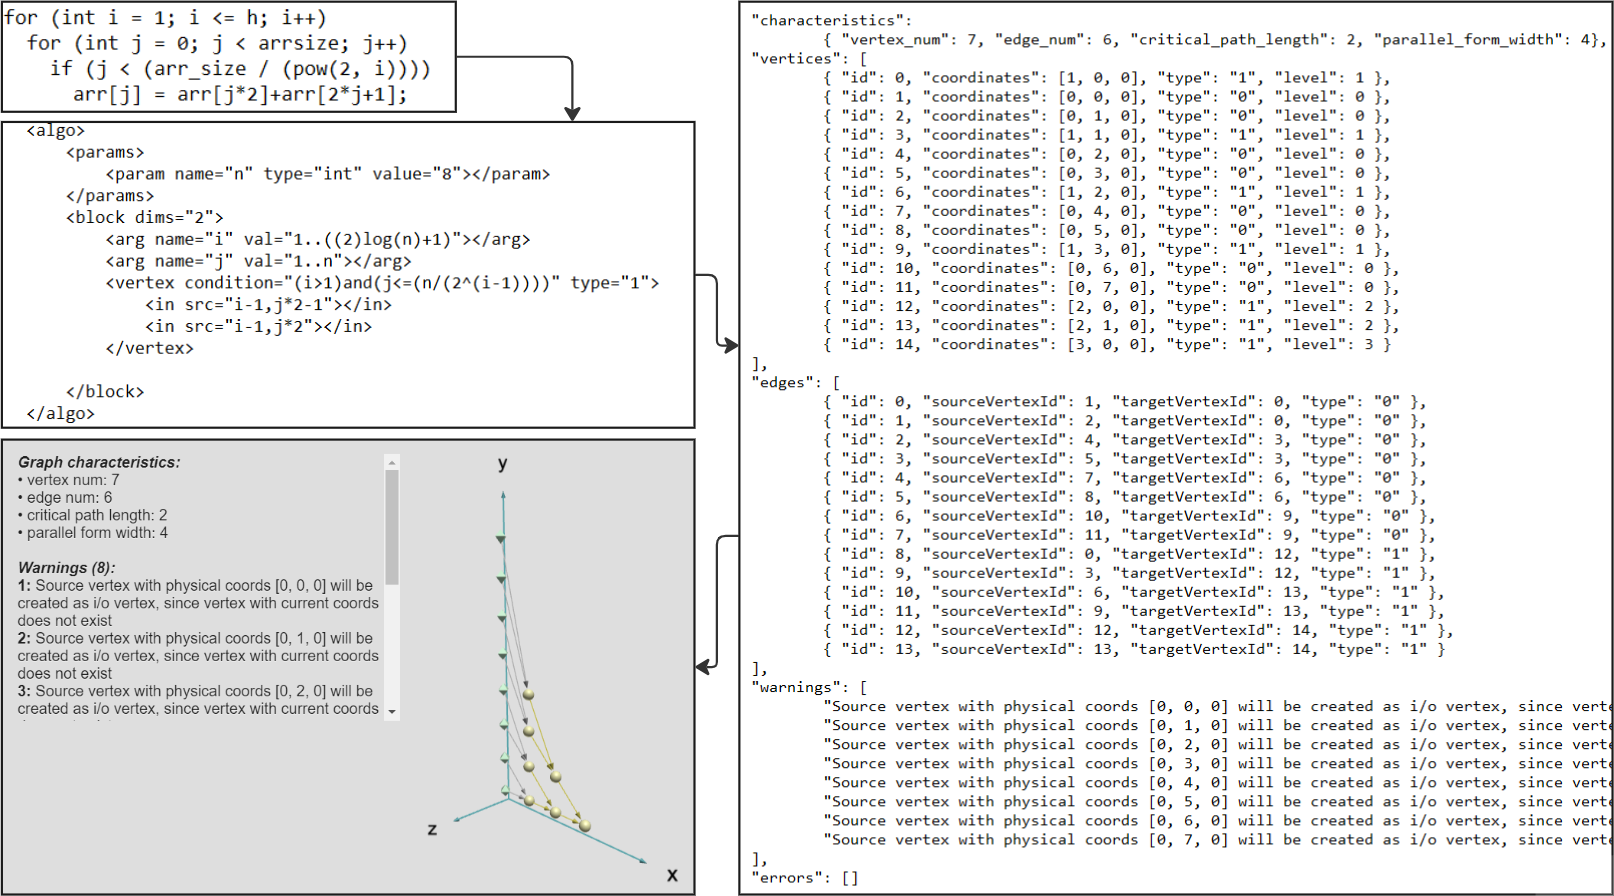 for (int i = 1; i <= h; i++)
for (int j = 0; j < arrsize; j++)
if (j < (arr_size / (pow(2, i))))
arr[j] = arr[j*2]+arr[2*j+1];
<algo>
<params>
<param name="n" type="int" value="8"></param>
</params>
<block dims="2">
<arg name="i" val="1..((2)log(n)+1)"></arg>
<arg name="j" val="1..n"></arg>
<vertex condition="(i>1)and(j<=(n/(2^(i-1))))" type="1">
<in src="i-1,j*2-1"></in>
<in src="i-1,j*2"></in>
</vertex>
</block>
</algo>
"characteristics":
{ "vertex_num": 7, "edge_num": 6, "critical_path_length": 2, "parallel_form_width": 4},
"vertices": [
{ "id": 0, "coordinates": [1, 0, 0], "type": "1", "level": 1 },
{ "id": 1, "coordinates": [0, 0, 0], "type": "0", "level": 0 },
{ "id": 2, "coordinates": [0, 1, 0], "type": "0", "level": 0 },
{ "id": 3, "coordinates": [1, 1, 0], "type": "1", "level": 1 },
{ "id": 4, "coordinates": [0, 2, 0], "type": "0", "level": 0 },
{ "id": 5, "coordinates": [0, 3, 0], "type": "0", "level": 0 },
{ "id": 6, "coordinates": [1, 2, 0], "type": "1", "level": 1 },
{ "id": 7, "coordinates": [0, 4, 0], "type": "0", "level": 0 },
{ "id": 8, "coordinates": [0, 5, 0], "type": "0", "level": 0 },
{ "id": 9, "coordinates": [1, 3, 0], "type": "1", "level": 1 },
{ "id": 10, "coordinates": [0, 6, 0], "type": "0", "level": 0 },
{ "id": 11, "coordinates": [0, 7, 0], "type": "0", "level": 0 },
{ "id": 12, "coordinates": [2, 0, 0], "type": "1", "level": 2 },
{ "id": 13, "coordinates": [2, 1, 0], "type": "1", "level": 2 },
{ "id": 14, "coordinates": [3, 0, 0], "type": "1", "level": 3 }
],
"edges": [
{ "id": 0, "sourceVertexId": 1, "targetVertexId": 0, "type": "0" },
{ "id": 1, "sourceVertexId": 2, "targetVertexId": 0, "type": "0" },
{ "id": 2, "sourceVertexId": 4, "targetVertexId": 3, "type": "0" },
{ "id": 3, "sourceVertexId": 5, "targetVertexId": 3, "type": "0" },
{ "id": 4, "sourceVertexId": 7, "targetVertexId": 6, "type": "0" },
{ "id": 5, "sourceVertexId": 8, "targetVertexId": 6, "type": "0" },
{ "id": 6, "sourceVertexId": 10, "targetVertexId": 9, "type": "0" },
{ "id": 7, "sourceVertexId": 11, "targetVertexId": 9, "type": "0" },
{ "id": 8, "sourceVertexId": 0, "targetVertexId": 12, "type": "1" },
{ "id": 9, "sourceVertexId": 3, "targetVertexId": 12, "type": "1" },
{ "id": 10, "sourceVertexId": 6, "targetVertexId": 13, "type": "1" },
{ "id": 11, "sourceVertexId": 9, "targetVertexId": 13, "type": "1" },
{ "id": 12, "sourceVertexId": 12, "targetVertexId": 14, "type": "1" },
{ "id": 13, "sourceVertexId": 13, "targetVertexId": 14, "type": "1" }
],
"warnings": [
"Source vertex with physical coords [0, 0, 0] will be created as i/o vertex, since verte
"Source vertex with physical coords [0, 1, 0] will be created as i/o vertex, since verte
"Source vertex with physical coords [0, 2, 0] will be created as i/o vertex, since verte
"Source vertex with physical coords [0, 3, 0] will be created as i/o vertex, since verte
"Source vertex with physical coords [0, 4, 0] will be created as i/o vertex, since verte
"Source vertex with physical coords [0, 5, 0] will be created as i/o vertex, since verte
"Source vertex with physical coords [0, 6, 0] will be created as i/o vertex, since verte
"Source vertex with physical coords [0, 7, 0] will be created as i/o vertex, since verte
],
"errors": []
Graph characteristics:
• vertex num: 7
• edge num: 6
• critical path length: 2
• parallel form width: 4
Warnings (8):
1: Source vertex with physical coords [0, 0, 0] will be
created as i/o vertex, since vertex with current coords
does not exist
2: Source vertex with physical coords [0, 1, 0] will be
created as i/o vertex, since vertex with current coords
does not exist
3: Source vertex with physical coords [0, 2, 0] will be
created as i/o vertex, since vertex with current coords
y
z
x